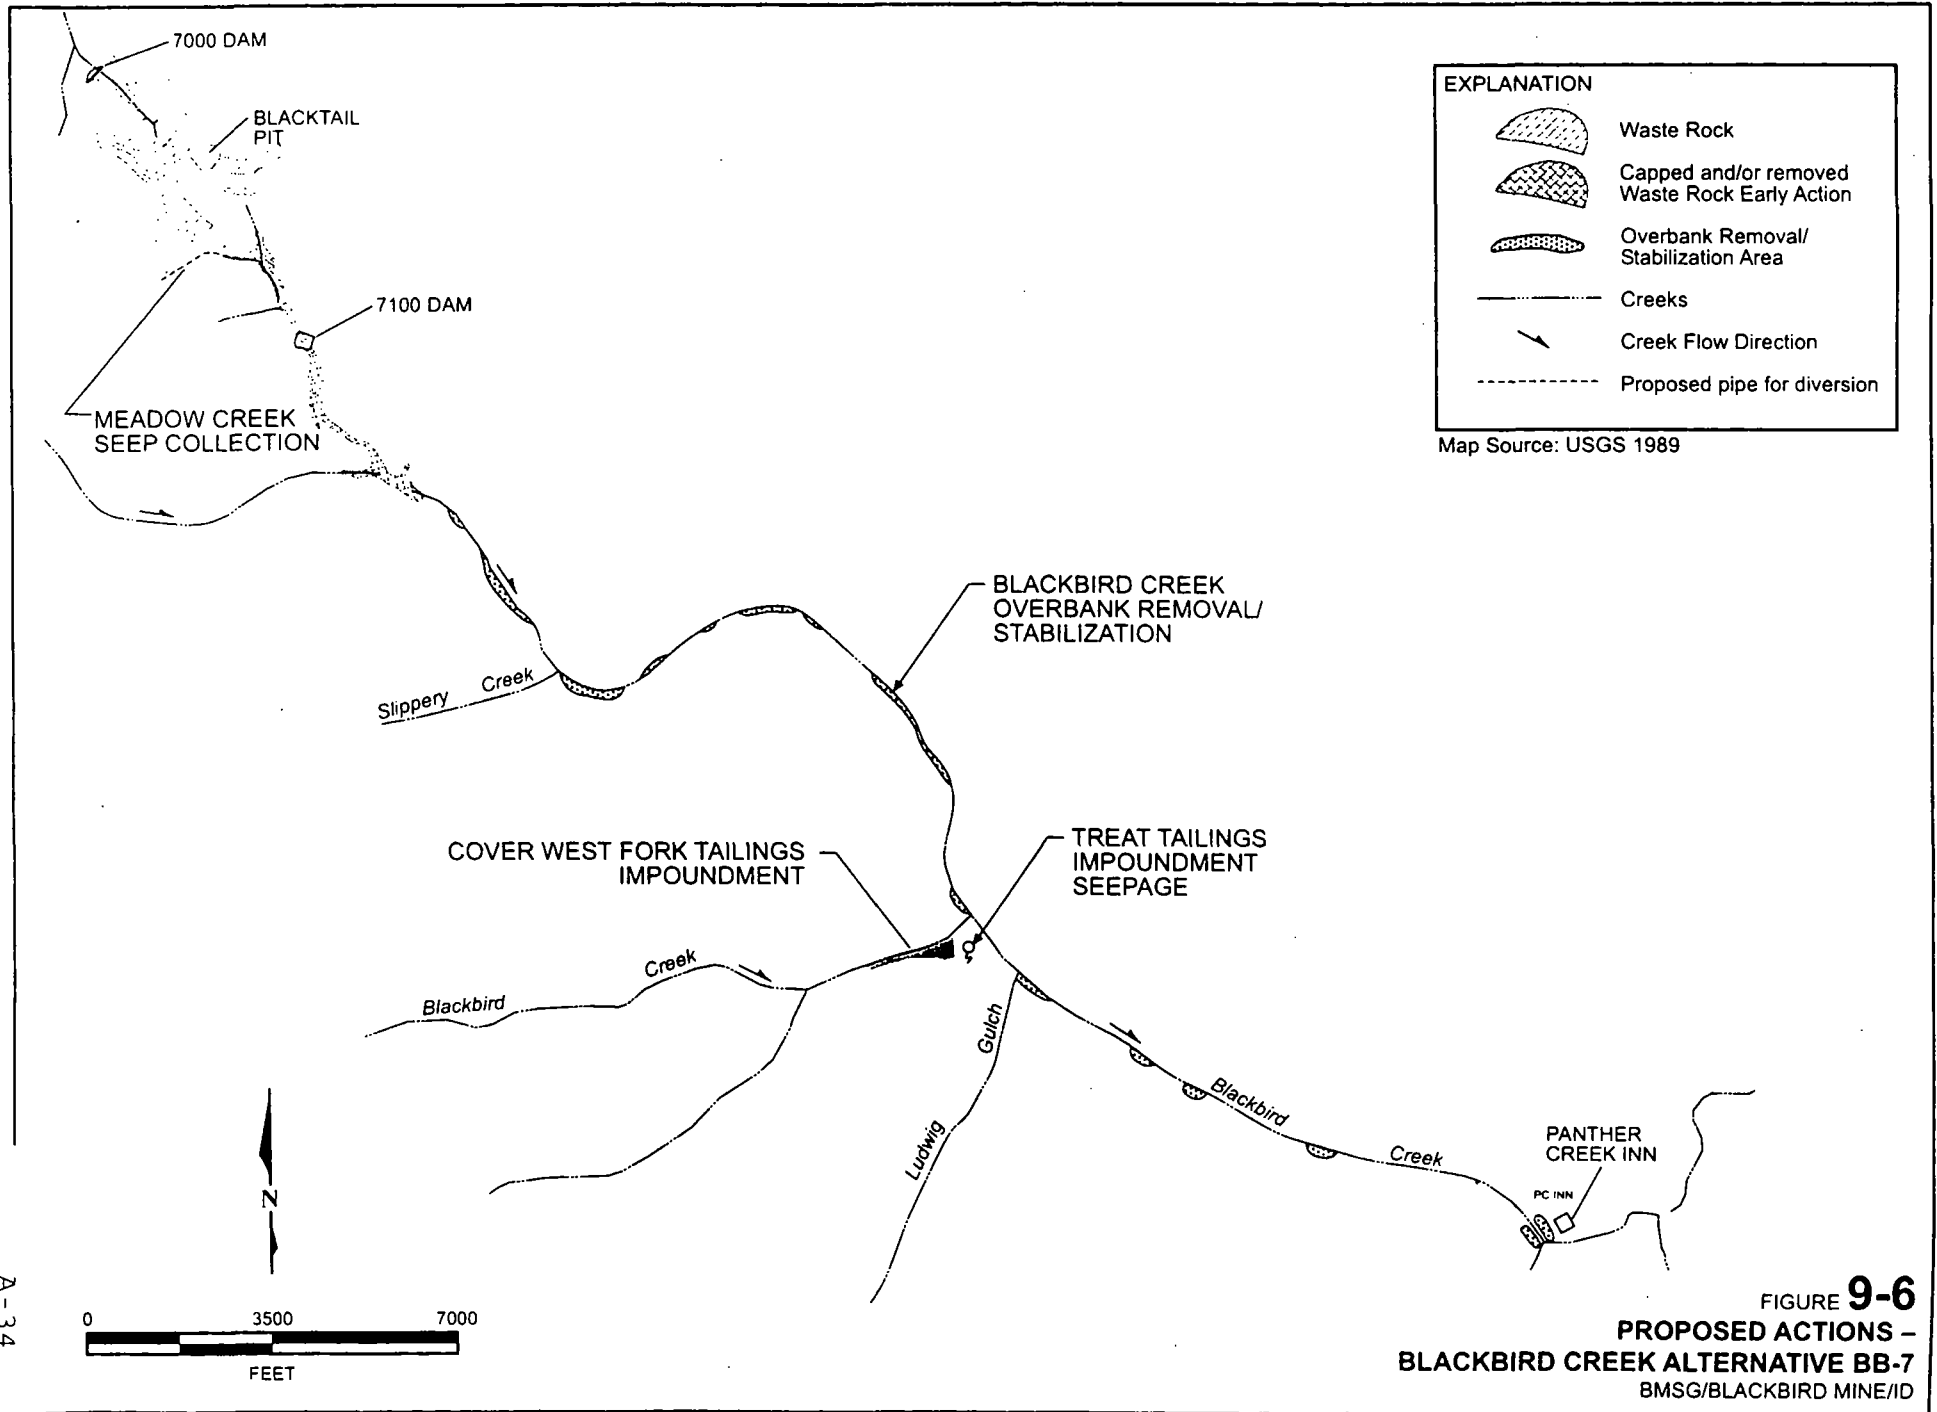 7000 DAM
BLACKTAIL
PIT
7100 DAM
MEADOW CREEK
SEEP COLLECTION
EXPLANATION
Waste Rock
Capped and/or removed
Waste Rock Early Action
Overbank Removal/
Stabilization Area
Creeks
Creek Flow Direction
Proposed pipe for diversion
Map Source: USGS 1989
BLACKBIRD CREEK
OVERBANK REMOVAL/
STABILIZATION
Slippery Creek
COVER WEST FORK TAILINGS
IMPOUNDMENT
TREAT TAILINGS
IMPOUNDMENT
SEEPAGE
Blackbird Creek
Ludwig Gulch
Blackbird Creek
PANTHER
CREEK INN
PC INN
N
0 3500 7000
FEET
A-34
FIGURE 9-6
PROPOSED ACTIONS –
BLACKBIRD CREEK ALTERNATIVE BB-7
BMSG/BLACKBIRD MINE/ID